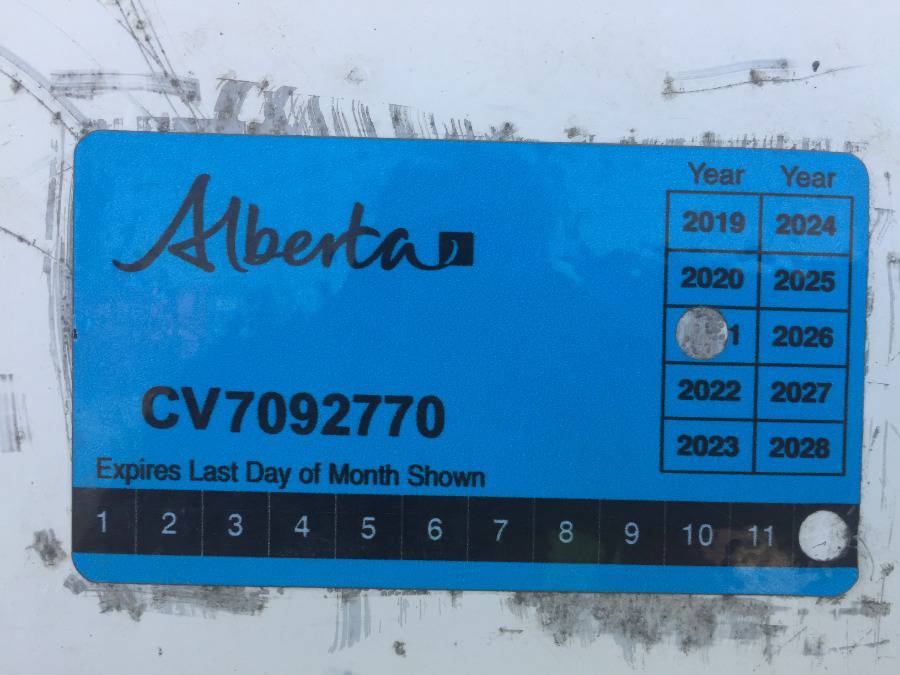 Alberta
Year Year
2019 2024
2020 2025
1 2026
2022 2027
2023 2028
CV7092770
Expires Last Day of Month Shown
1 2 3 4 5 6 7 8 9 10 11